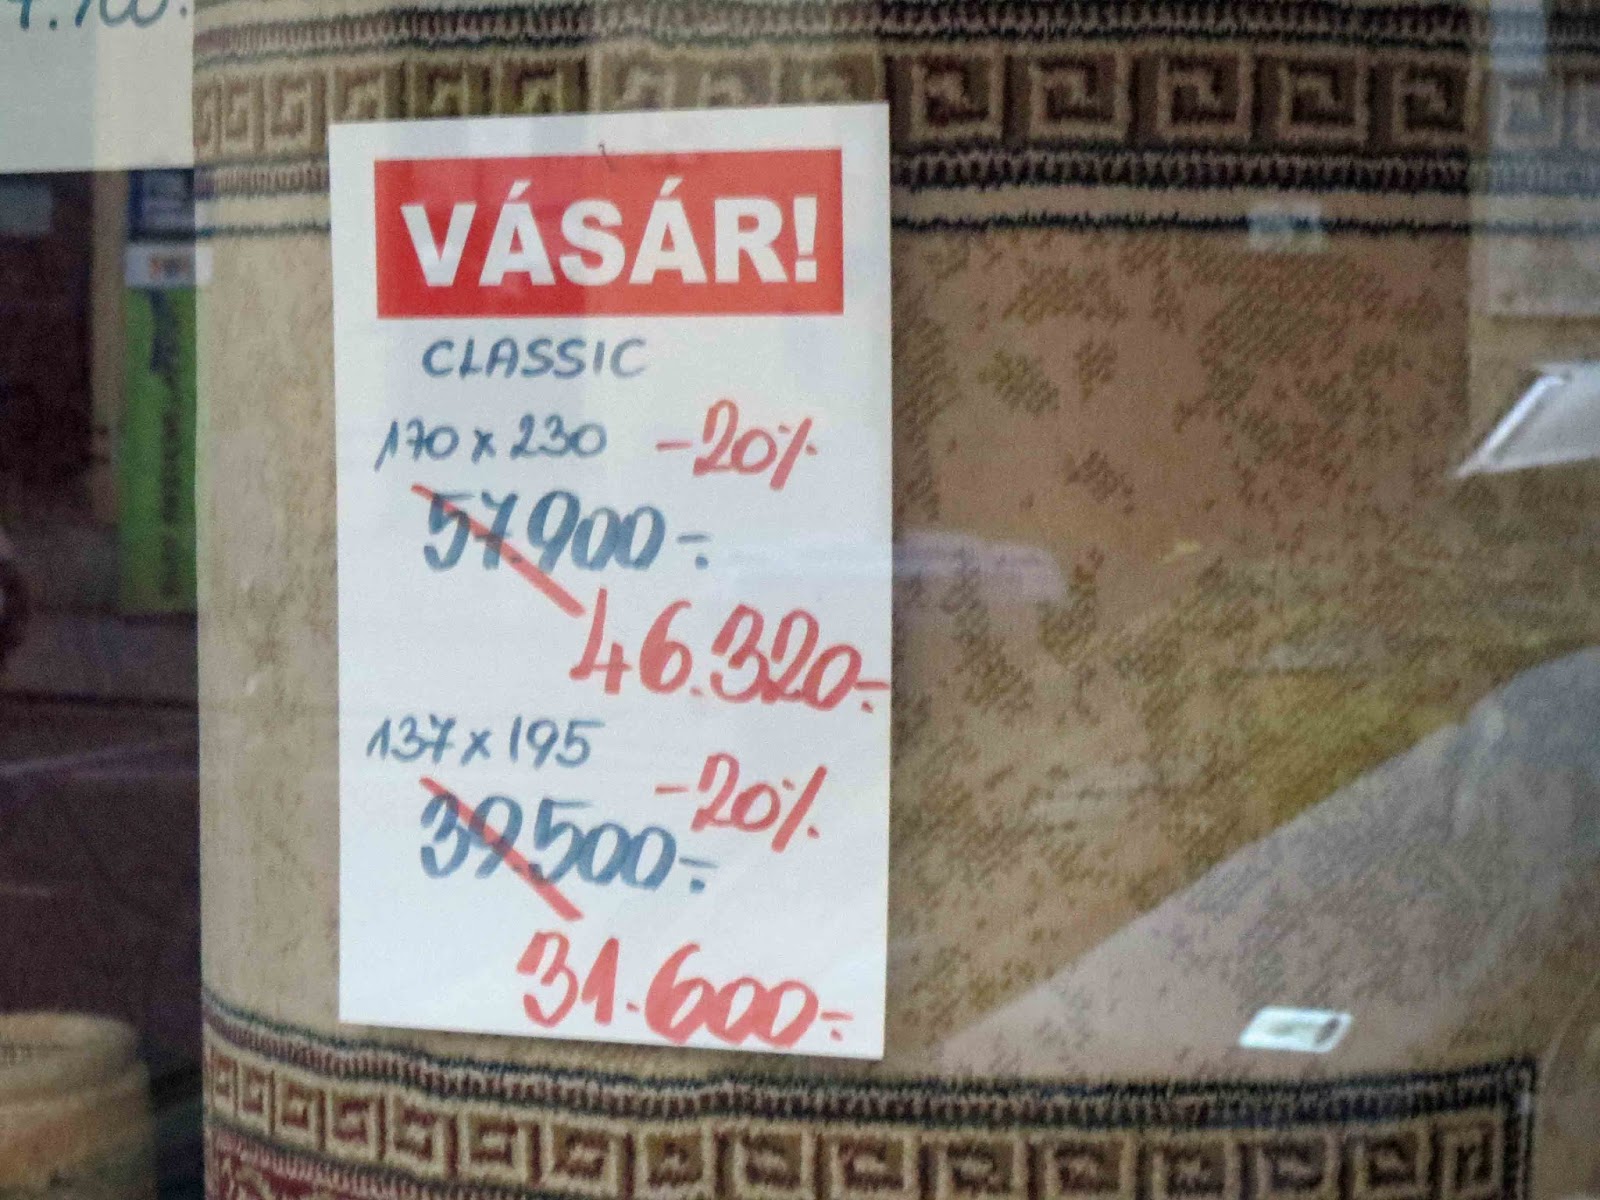 VÁSÁR!
CLASSIC
170 x 230 -20%
57.900.-
46.320.-
137 x 195
-20%
39.500.-
31.600.-